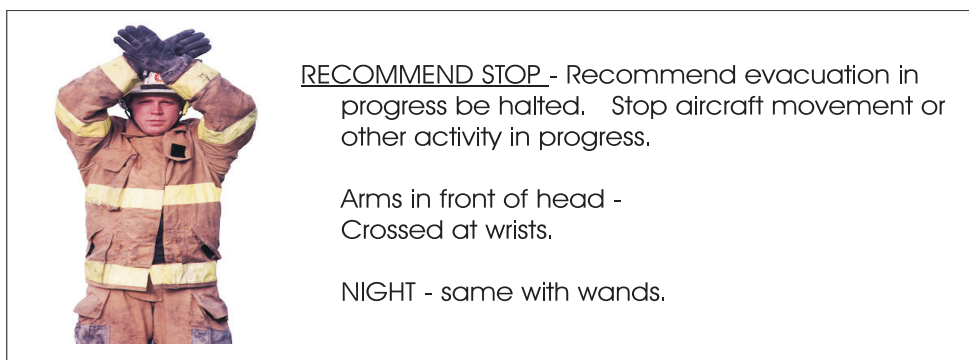 RECOMMEND STOP - Recommend evacuation in
progress be halted. Stop aircraft movement or
other activity in progress.
Arms in front of head -
Crossed at wrists.
NIGHT - same with wands.